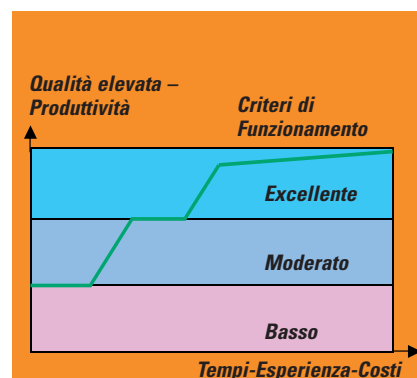 Qualità elevata –
Produttività
Criteri di
Funzionamento
Excellente
Moderato
Basso
Tempi-Esperienza-Costi